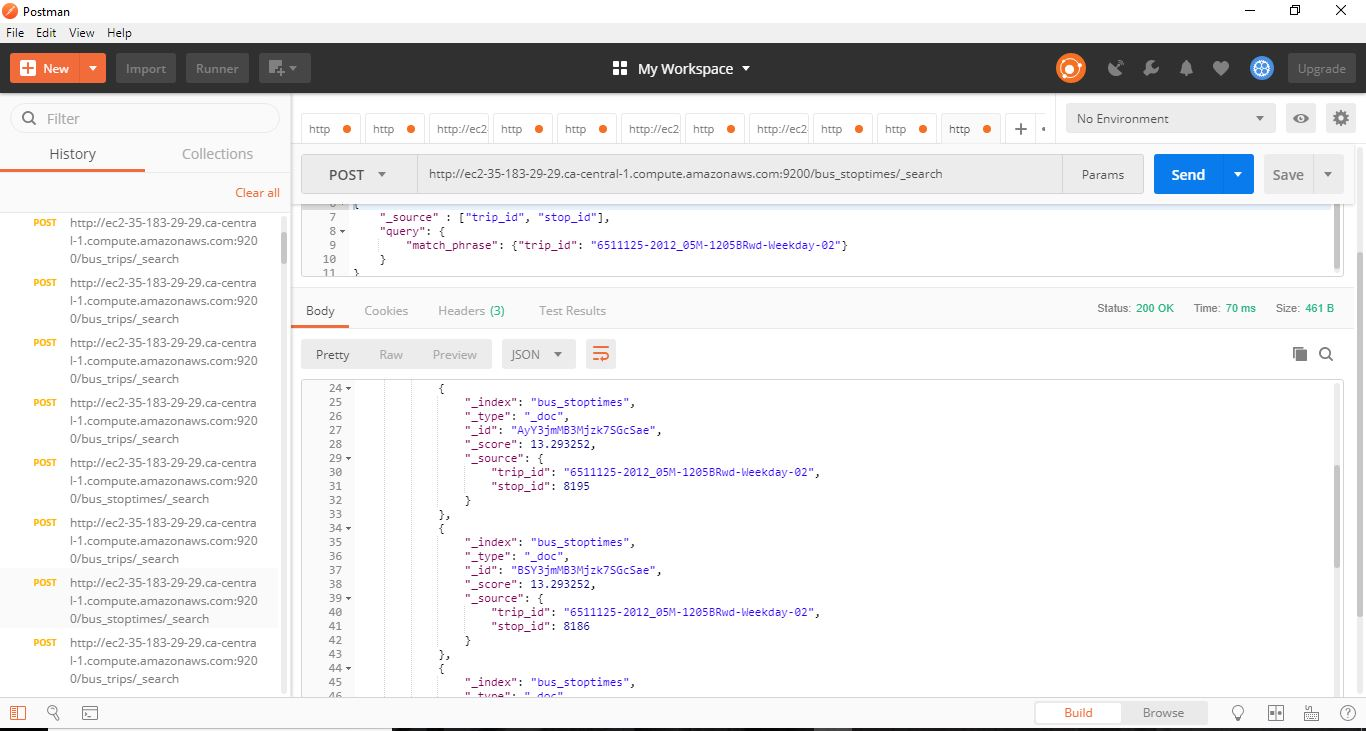 Postman
File Edit View Help
New Import Runner My Workspace Upgrade
Filter
History Collections
Clear all
POST http://ec2-35-183-29-29.ca-centra
l-1.compute.amazonaws.com:920
0/bus_trips/_search
POST http://ec2-35-183-29-29.ca-centra
l-1.compute.amazonaws.com:920
0/bus_trips/_search
POST http://ec2-35-183-29-29.ca-centra
l-1.compute.amazonaws.com:920
0/bus_trips/_search
POST http://ec2-35-183-29-29.ca-centra
l-1.compute.amazonaws.com:920
0/bus_trips/_search
POST http://ec2-35-183-29-29.ca-centra
l-1.compute.amazonaws.com:920
0/bus_stoptimes/_search
POST http://ec2-35-183-29-29.ca-centra
l-1.compute.amazonaws.com:920
0/bus_trips/_search
POST http://ec2-35-183-29-29.ca-centra
l-1.compute.amazonaws.com:920
0/bus_stoptimes/_search
POST http://ec2-35-183-29-29.ca-centra
l-1.compute.amazonaws.com:920
0/bus_trips/_search
http http http://ec2 http http http://ec2 http http://ec2 http http http
No Environment
POST http://ec2-35-183-29-29.ca-central-1.compute.amazonaws.com:9200/bus_stoptimes/_search Params Send Save
6 {
7 "_source" : ["trip_id", "stop_id"],
8 "query": {
9 "match_phrase": {"trip_id": "6511125-2012_05M-1205BRwd-Weekday-02"}
10 }
11 }
Body Cookies Headers (3) Test Results Status: 200 OK Time: 70 ms Size: 461 B
Pretty Raw Preview JSON
24 {
25 "_index": "bus_stoptimes",
26 "_type": "_doc",
27 "_id": "AyY3jmMB3Mjzk7SGcSae",
28 "_score": 13.293252,
29 "_source": {
30 "trip_id": "6511125-2012_05M-1205BRwd-Weekday-02",
31 "stop_id": 8195
32 }
33 },
34 {
35 "_index": "bus_stoptimes",
36 "_type": "_doc",
37 "_id": "BSY3jmMB3Mjzk7SGcSae",
38 "_score": 13.293252,
39 "_source": {
40 "trip_id": "6511125-2012_05M-1205BRwd-Weekday-02",
41 "stop_id": 8186
42 }
43 },
44 {
45 "_index": "bus_stoptimes",
46 "_type": "_doc"
Build Browse